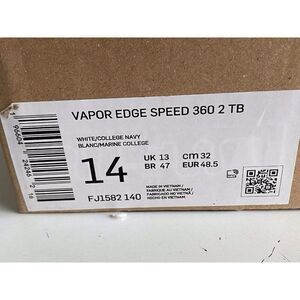 VAPOR EDGE SPEED 360 2 TB
WHITE/COLLEGE NAVY
BLANC/MARINE COLLEGE
14
UK 13 cm 32
BR 47 EUR 48.5
FJ1582 140
MADE IN VIETNAM /
FABRIQUE AU VIETNAM /
HECHO EN VIETNAM